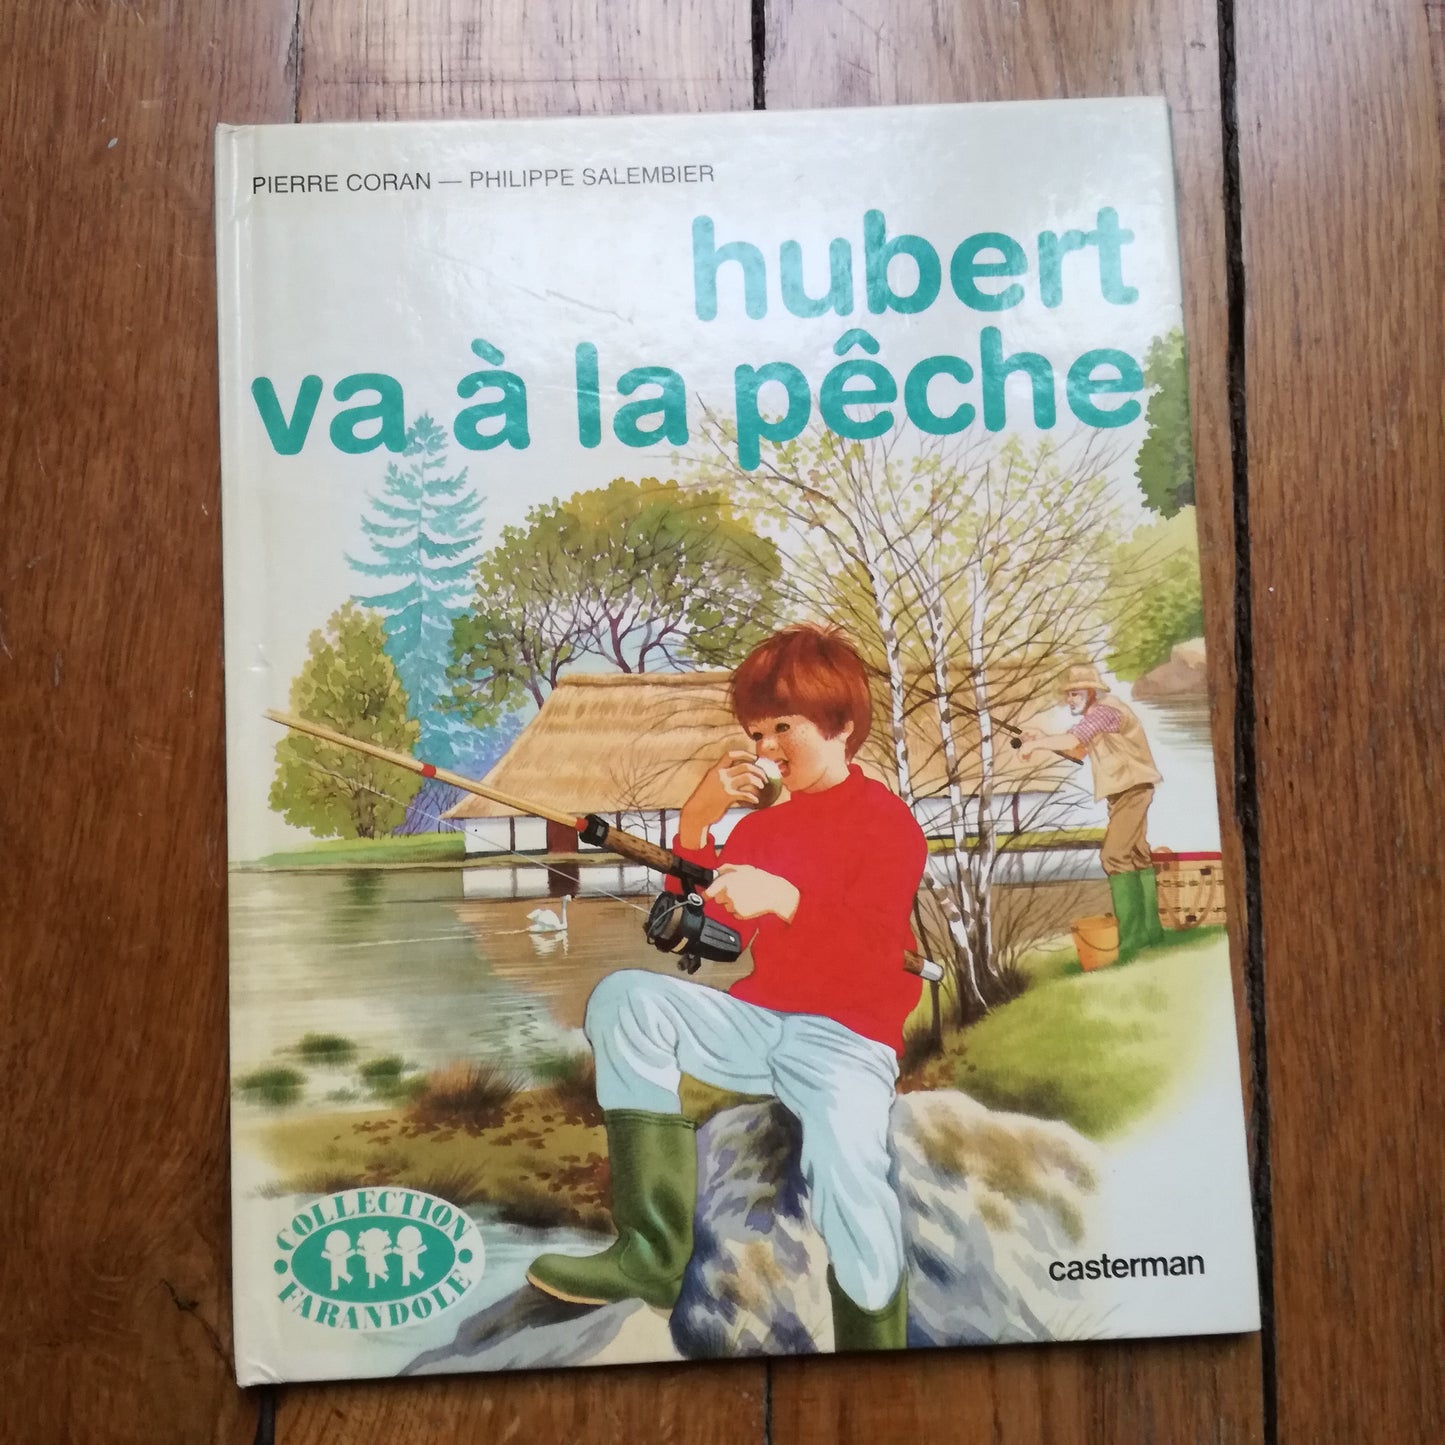 PIERRE CORAN — PHILIPPE SALEMBIER
hubert
va à la pêche
COLLECTION
FARANDOLE
casterman